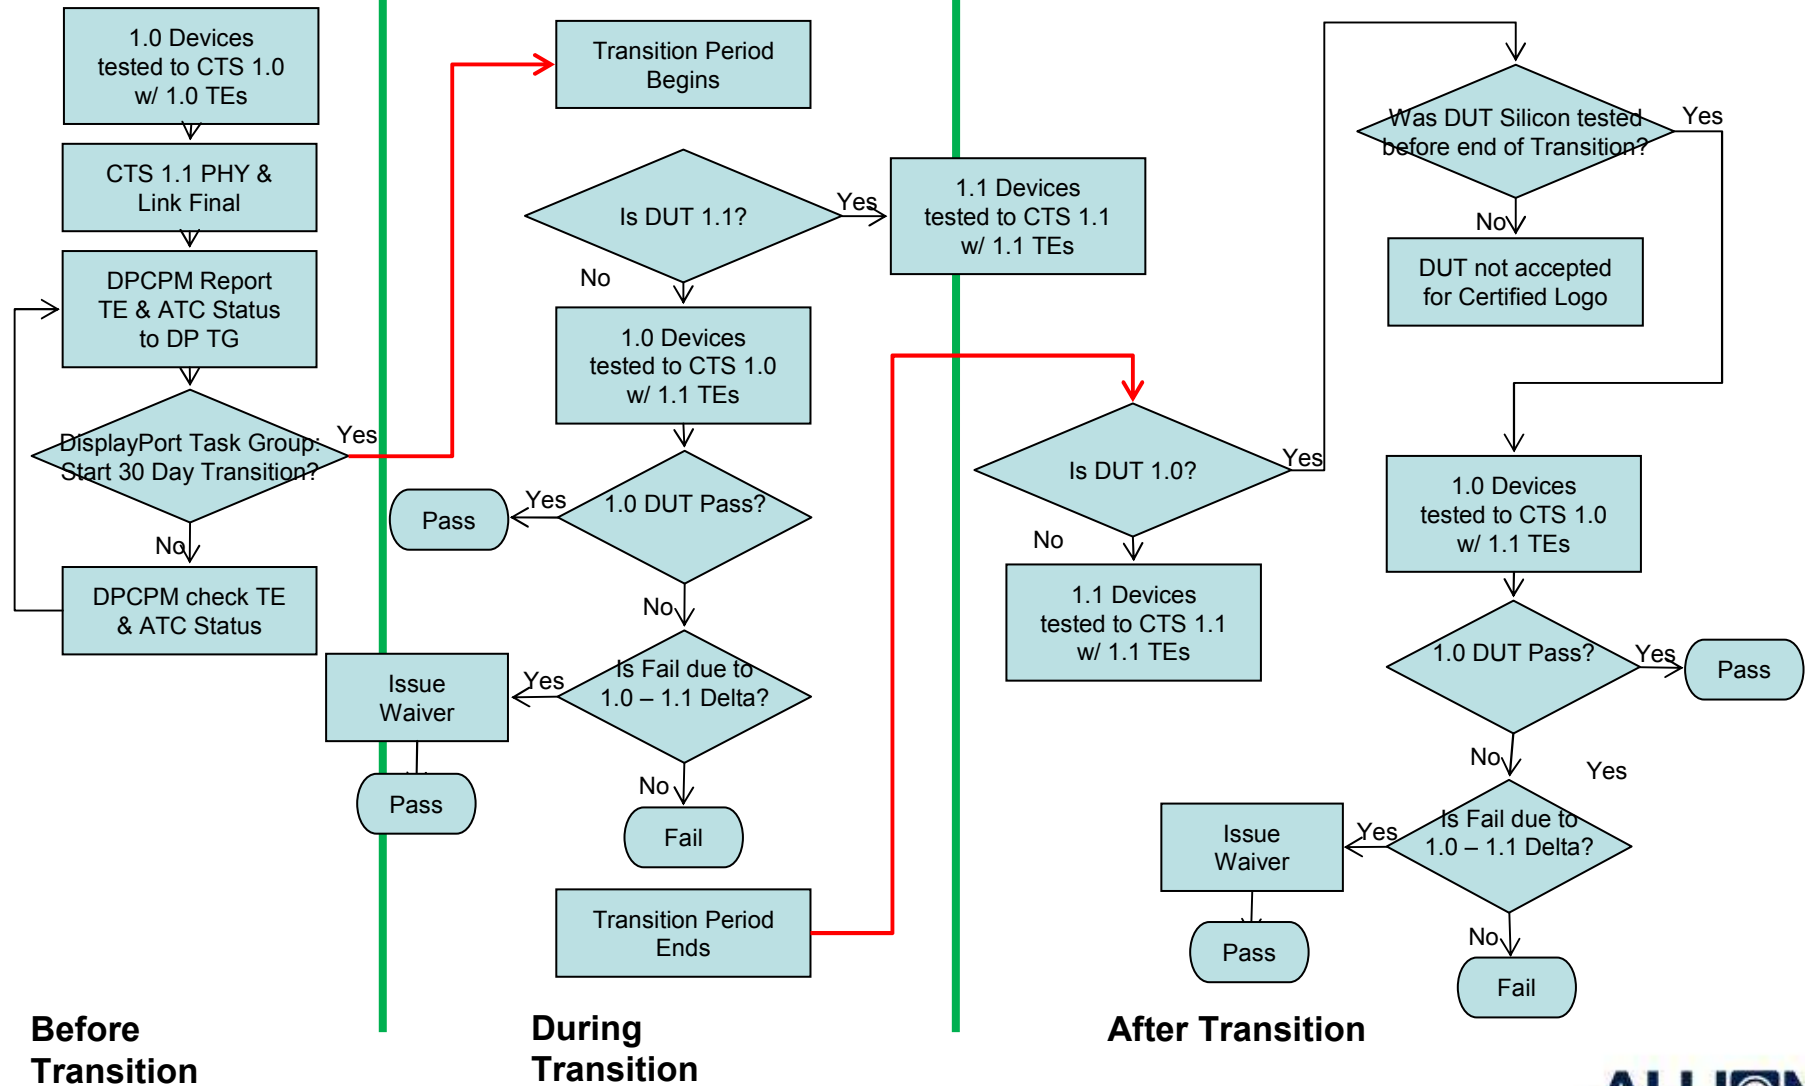 1.0 Devices
tested to CTS 1.0
w/ 1.0 TEs
CTS 1.1 PHY &
Link Final
DPCPM Report
TE & ATC Status
to DP TG
DisplayPort Task Group:
Start 30 Day Transition?
Yes
No
DPCPM check TE
& ATC Status
Before
Transition
Transition Period
Begins
Is DUT 1.1?
Yes
1.1 Devices
tested to CTS 1.1
w/ 1.1 TEs
No
1.0 Devices
tested to CTS 1.0
w/ 1.1 TEs
1.0 DUT Pass?
Yes
Pass
No
Is Fail due to
1.0 – 1.1 Delta?
Yes
Issue
Waiver
Pass
No
Fail
Transition Period
Ends
During
Transition
Is DUT 1.0?
Yes
No
1.1 Devices
tested to CTS 1.1
w/ 1.1 TEs
Was DUT Silicon tested
before end of Transition?
Yes
No
DUT not accepted
for Certified Logo
1.0 Devices
tested to CTS 1.0
w/ 1.1 TEs
1.0 DUT Pass?
Yes
Pass
No
Yes
Is Fail due to
1.0 – 1.1 Delta?
Yes
Issue
Waiver
Pass
No
Fail
After Transition